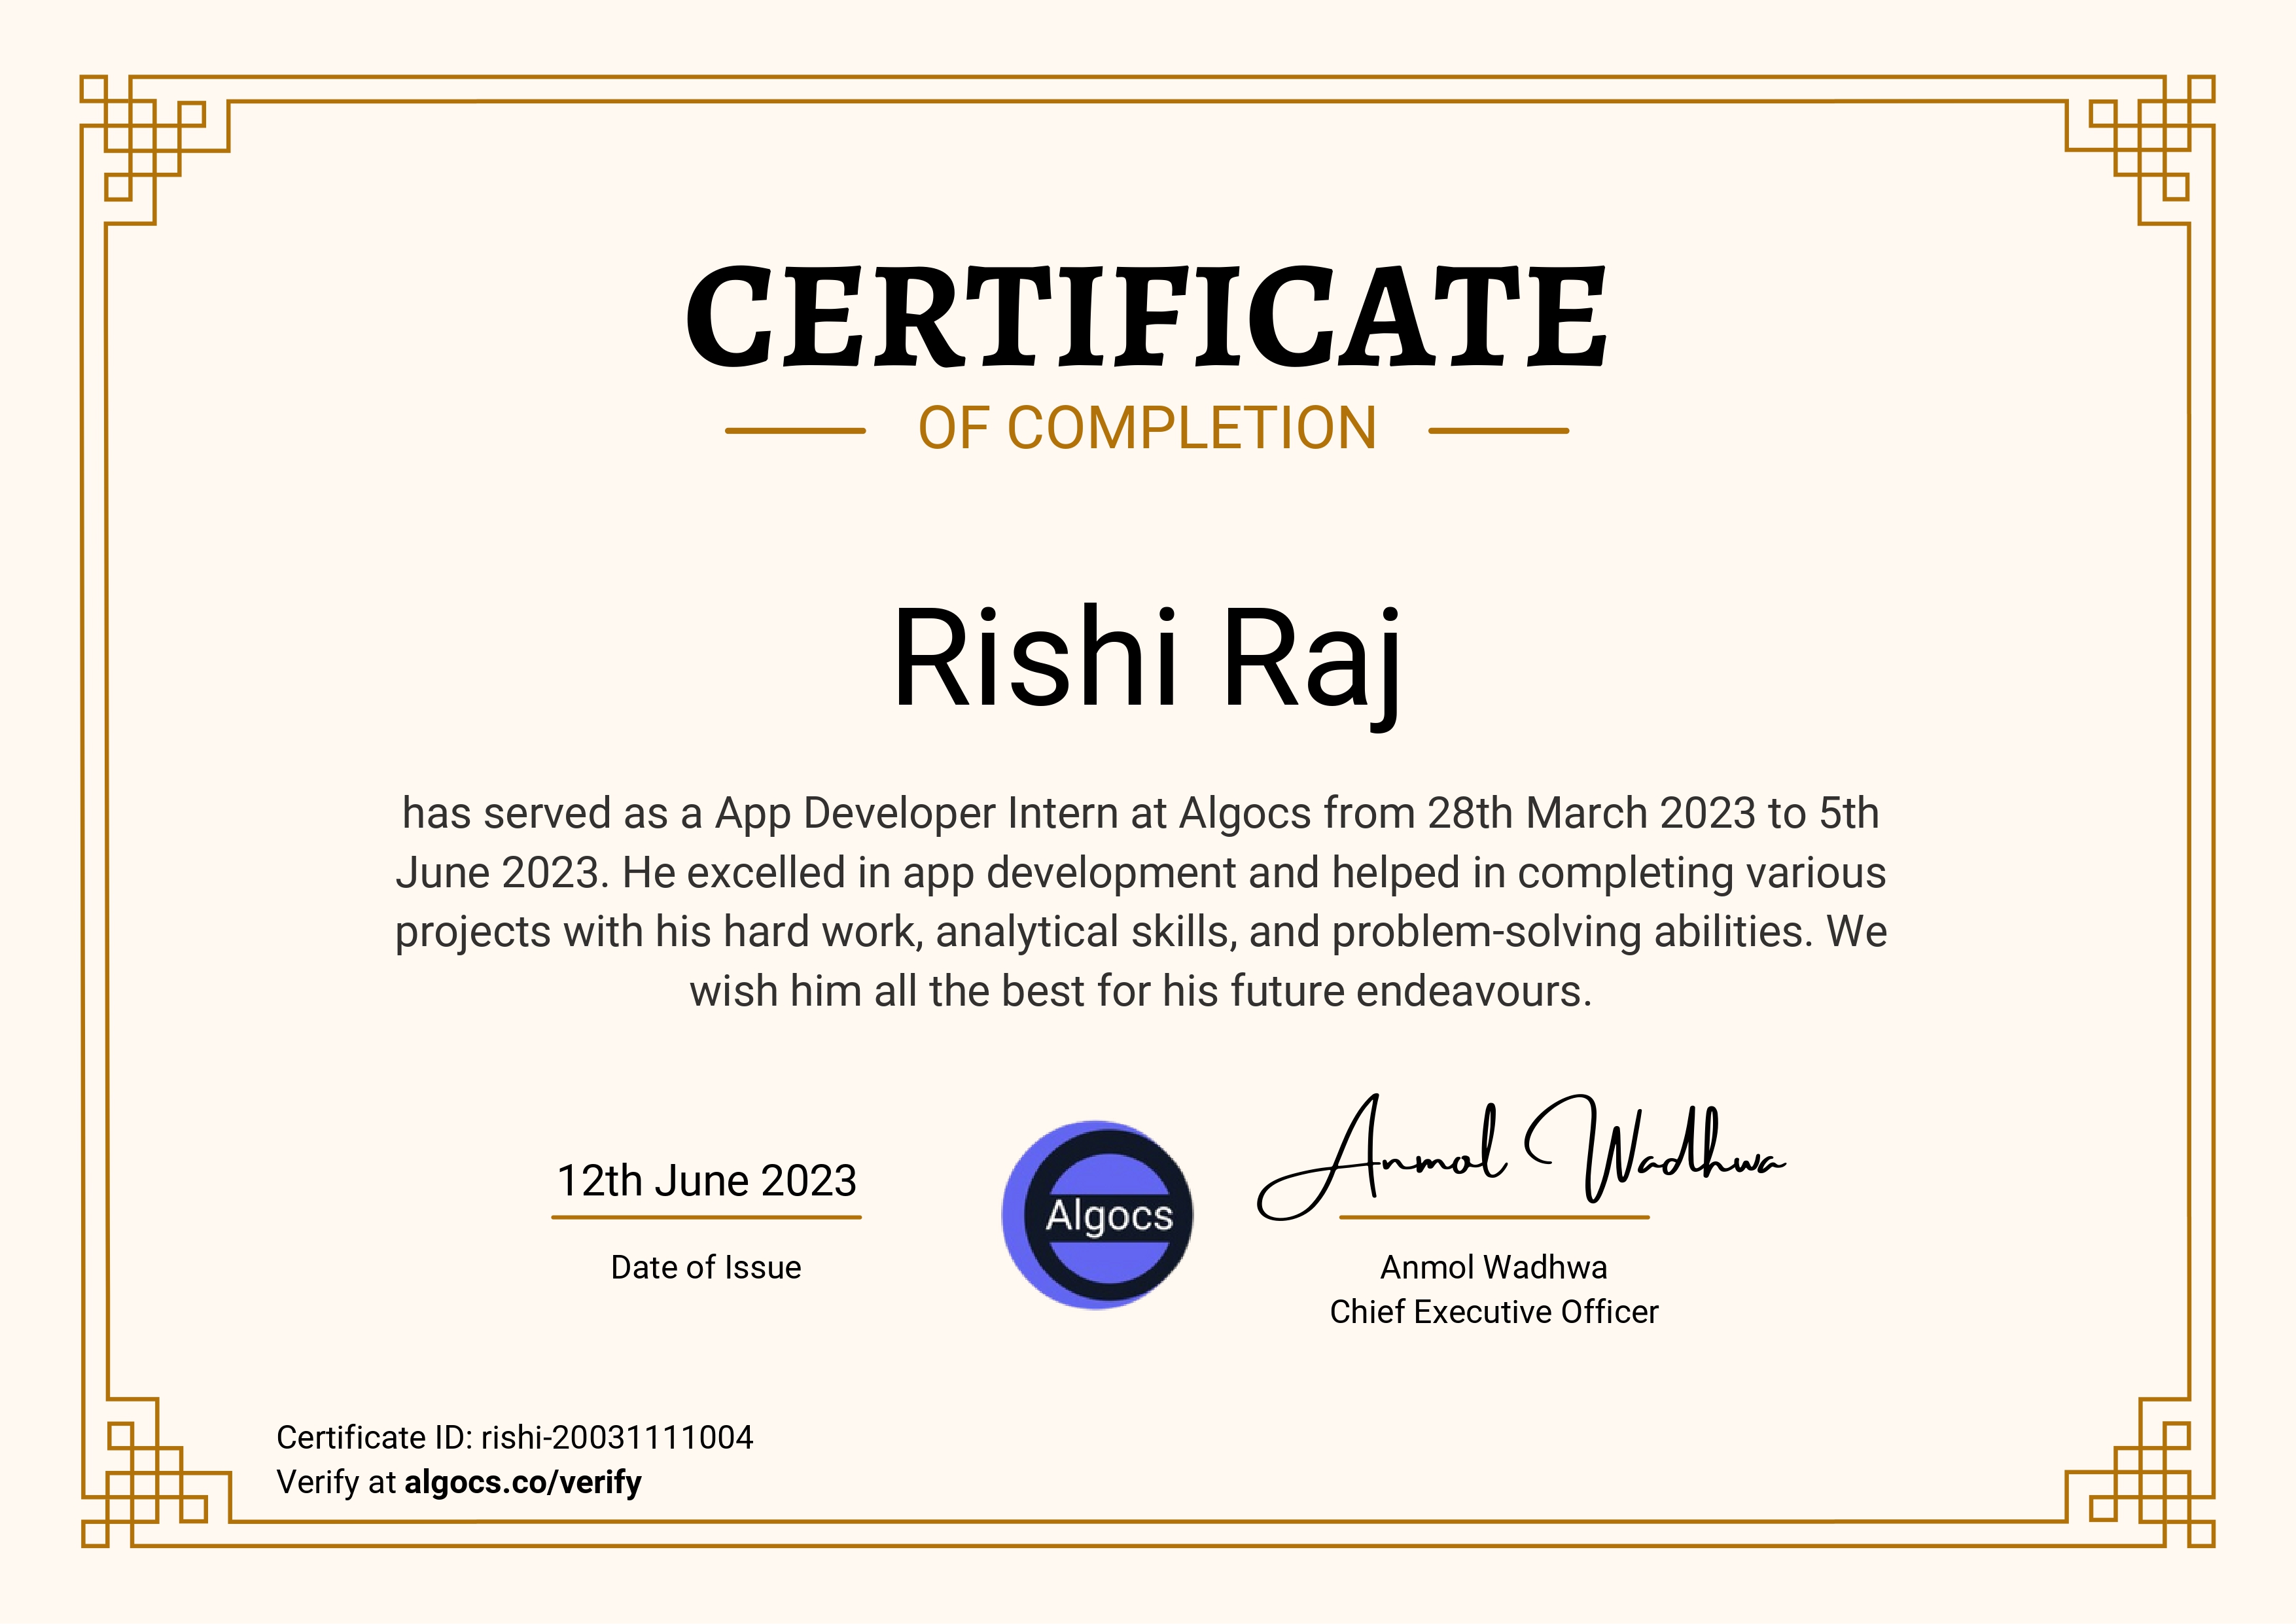 CERTIFICATE
OF COMPLETION
Rishi Raj
has served as a App Developer Intern at Algocs from 28th March 2023 to 5th
June 2023. He excelled in app development and helped in completing various
projects with his hard work, analytical skills, and problem-solving abilities. We
wish him all the best for his future endeavours.
12th June 2023
Date of Issue
Algocs
Anmol Wadhwa
Anmol Wadhwa
Chief Executive Officer
Certificate ID: rishi-20031111004
Verify at algocs.co/verify